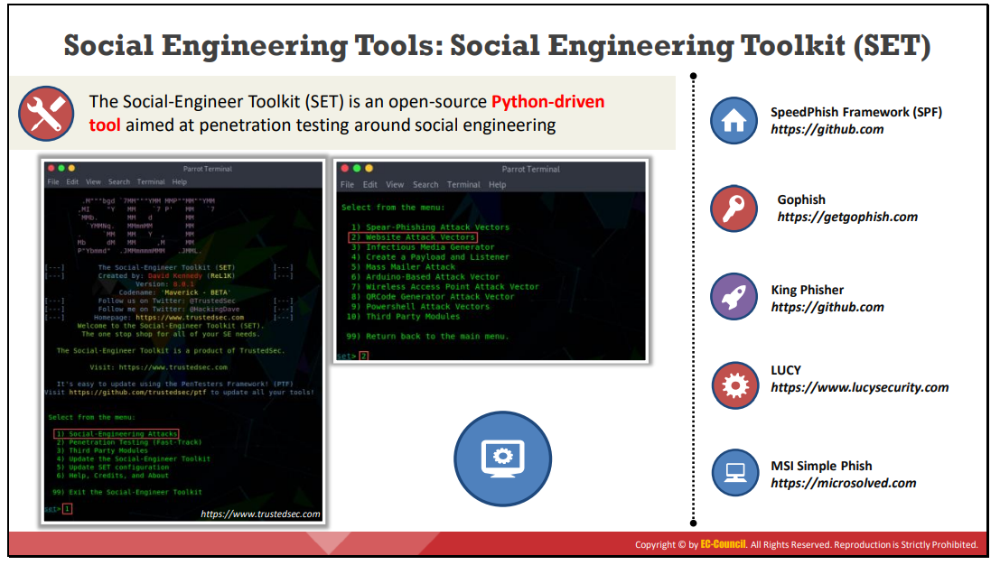 Social Engineering Tools: Social Engineering Toolkit (SET)
The Social-Engineer Toolkit (SET) is an open-source Python-driven
tool aimed at penetration testing around social engineering
Parrot Terminal
File Edit View Search Terminal Help
[---] The Social-Engineer Toolkit (SET) [---]
[---] Created by: David Kennedy (ReL1K) [---]
Version: 8.0.1
Codename: 'Maverick - BETA'
[---] Follow us on Twitter: @TrustedSec [---]
[---] Follow me on Twitter: @HackingDave [---]
[---] Homepage: https://www.trustedsec.com [---]
Welcome to the Social-Engineer Toolkit (SET).
The one stop shop for all of your SE needs.
The Social-Engineer Toolkit is a product of TrustedSec.
Visit: https://www.trustedsec.com
It's easy to update using the PenTesters Framework! (PTF)
Visit https://github.com/trustedsec/ptf to update all your tools!
Select from the menu:
1) Social-Engineering Attacks
2) Penetration Testing (Fast-Track)
3) Third Party Modules
4) Update the Social-Engineer Toolkit
5) Update SET configuration
6) Help, Credits, and About
99) Exit the Social-Engineer Toolkit
set> 1
https://www.trustedsec.com
Parrot Terminal
File Edit View Search Terminal Help
Select from the menu:
1) Spear-Phishing Attack Vectors
2) Website Attack Vectors
3) Infectious Media Generator
4) Create a Payload and Listener
5) Mass Mailer Attack
6) Arduino-Based Attack Vector
7) Wireless Access Point Attack Vector
8) QRCode Generator Attack Vector
9) Powershell Attack Vectors
10) Third Party Modules
99) Return back to the main menu.
set> 2
SpeedPhish Framework (SPF)
https://github.com
Gophish
https://getgophish.com
King Phisher
https://github.com
LUCY
https://www.lucysecurity.com
MSI Simple Phish
https://microsolved.com
Copyright © by EC-Council. All Rights Reserved. Reproduction is Strictly Prohibited.